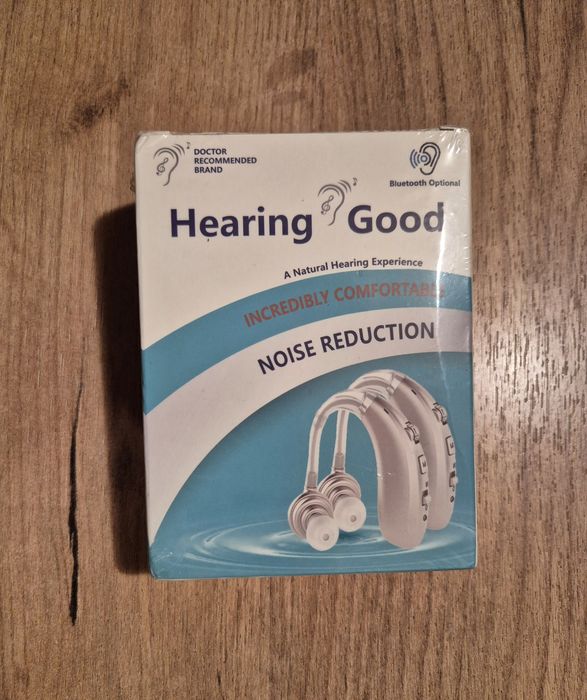 DOCTOR
RECOMMENDED
BRAND
Bluetooth Optional
Hearing Good
A Natural Hearing Experience
INCREDIBLY COMFORTABLE
NOISE REDUCTION